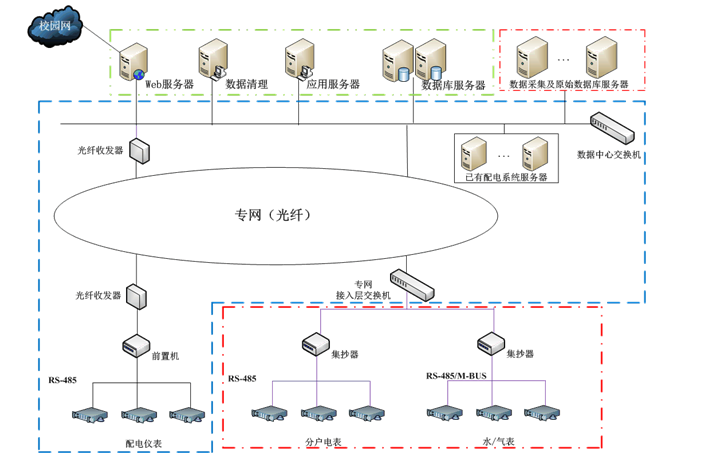 校园网
Web服务器
数据清理
应用服务器
数据库服务器
数据采集及原始数据库服务器
...
光纤收发器
数据中心交换机
...
已有配电系统服务器
专网（光纤）
专网
接入层交换机
光纤收发器
前置机
集抄器
集抄器
RS-485
RS-485
RS-485/M-BUS
配电仪表
分户电表
水/气表